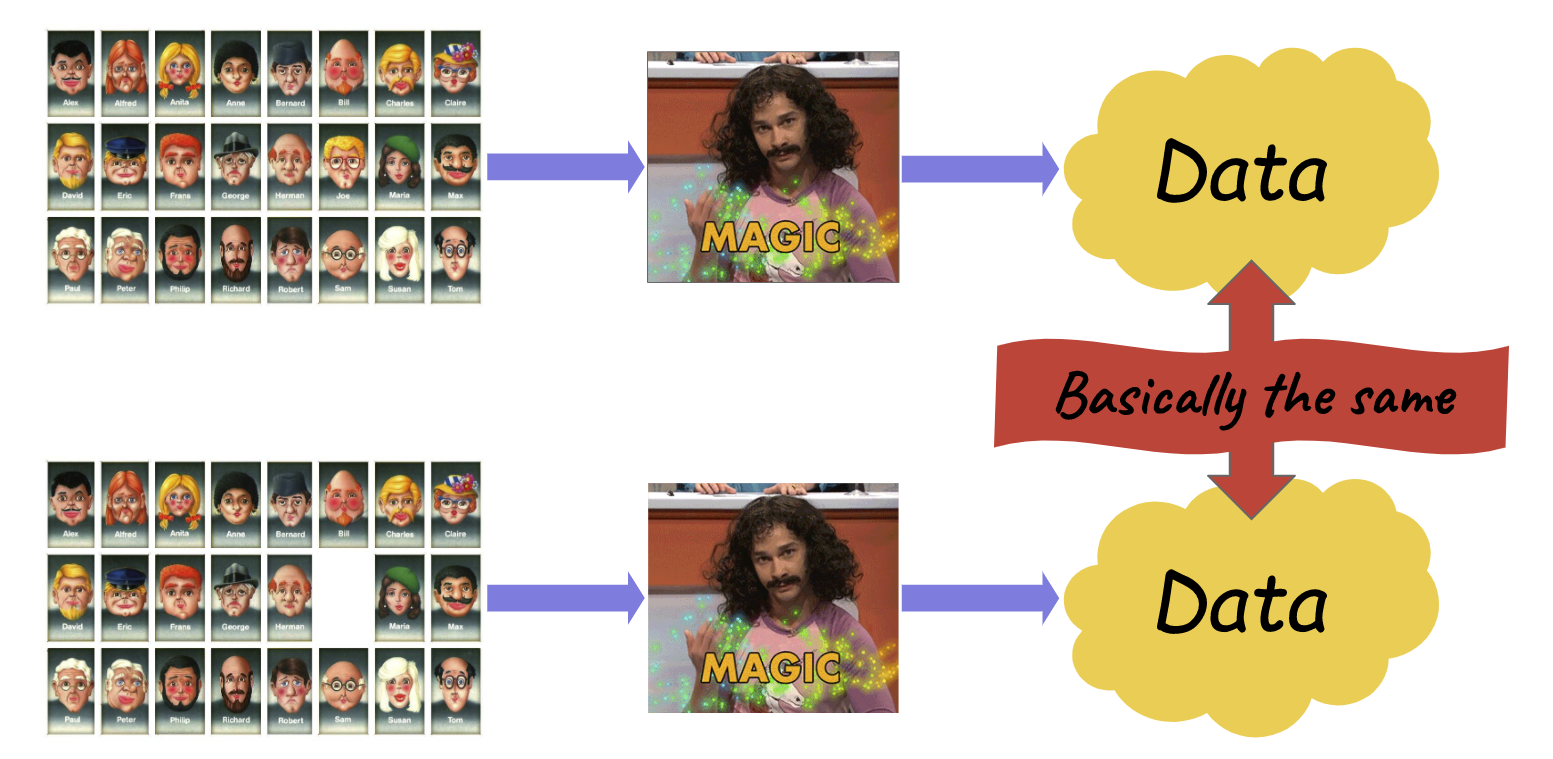 Alex Alfred Anita Anne Bernard Bill Charles Claire
David Eric Frans George Harman Joe Maria Max
Paul Peter Philip Richard Robert Sam Susan Tom
MAGIC
Data
Basically the same
Alex Alfred Anita Anne Bernard Bill Charles Claire
David Eric Frans George Harman Maria Max
Paul Peter Philip Richard Robert Sam Susan Tom
MAGIC
Data